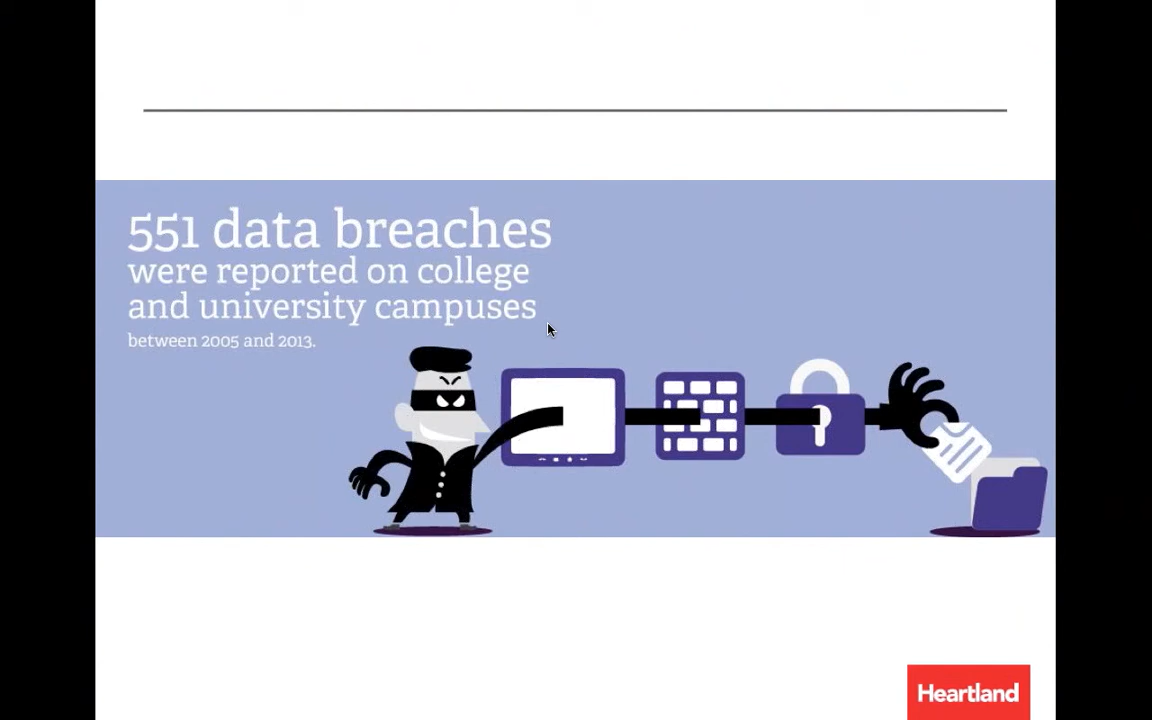 551 data breaches
were reported on college
and university campuses
between 2005 and 2013.
Heartland